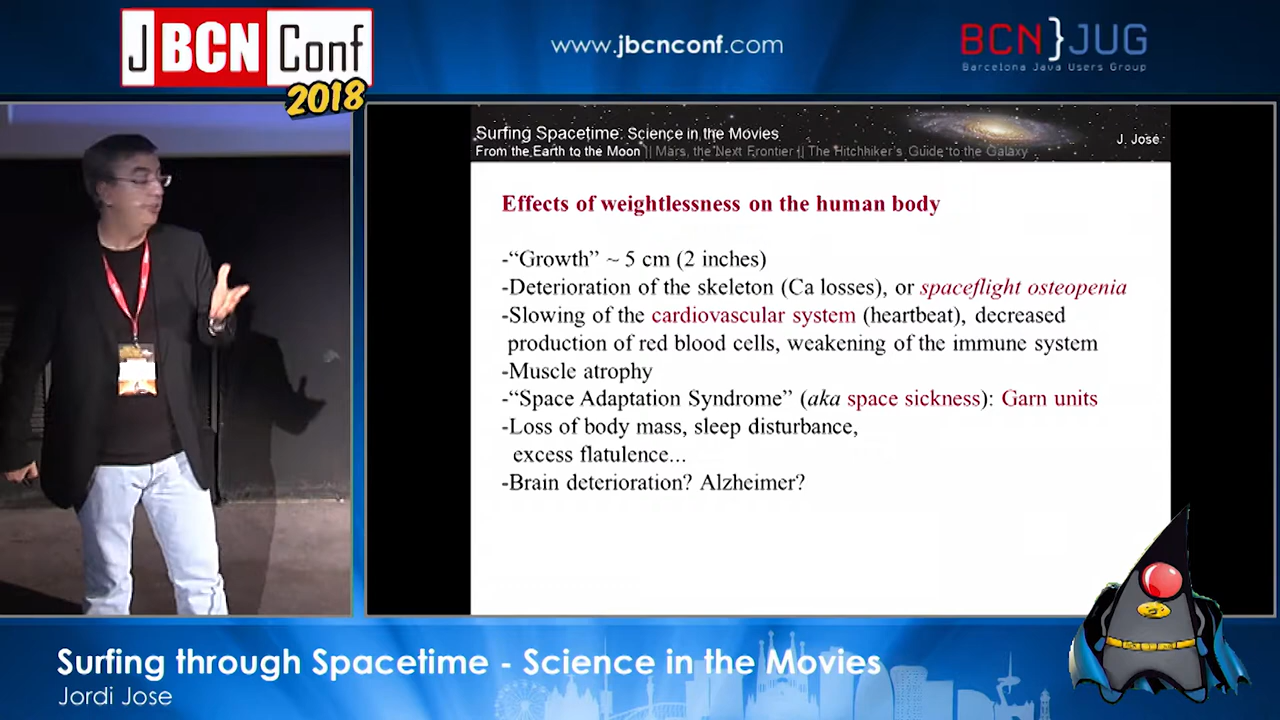 JBCN Conf
2018
www.jbcnconf.com
BCN}JUG
Barcelona Java Users Group
Surfing Spacetime: Science in the Movies
From the Earth to the Moon || Mars, the Next Frontier || The Hitchhiker's Guide to the Galaxy
J. José
Effects of weightlessness on the human body
-“Growth” ~ 5 cm (2 inches)
-Deterioration of the skeleton (Ca losses), or spaceflight osteopenia
-Slowing of the cardiovascular system (heartbeat), decreased
production of red blood cells, weakening of the immune system
-Muscle atrophy
-“Space Adaptation Syndrome” (aka space sickness): Garn units
-Loss of body mass, sleep disturbance,
excess flatulence...
-Brain deterioration? Alzheimer?
Surfing through Spacetime - Science in the Movies
Jordi Jose